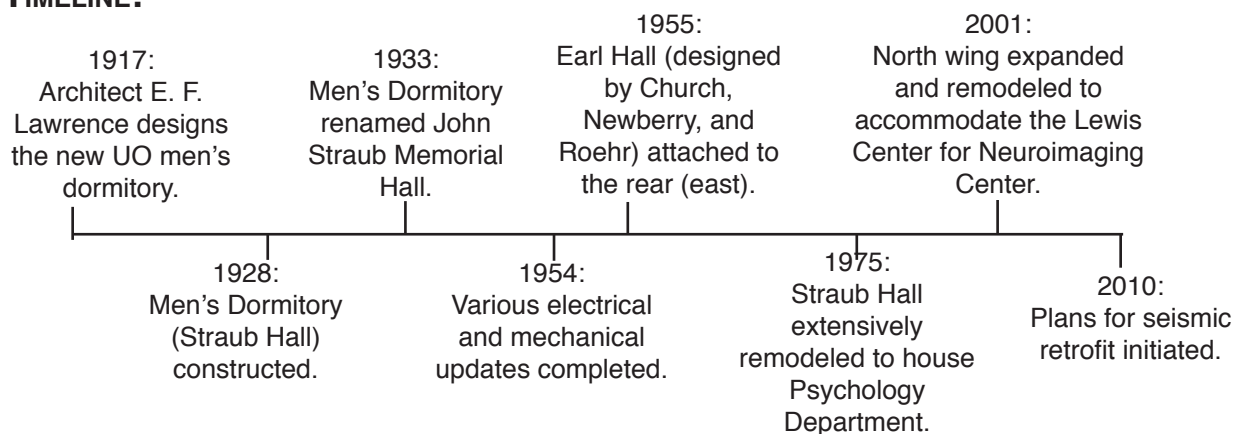 TIMELINE:
1917:
Architect E. F.
Lawrence designs
the new UO men's
dormitory.
1933:
Men's Dormitory
renamed John
Straub Memorial
Hall.
1955:
Earl Hall (designed
by Church,
Newberry, and
Roehr) attached to
the rear (east).
2001:
North wing expanded
and remodeled to
accommodate the Lewis
Center for Neuroimaging
Center.
1928:
Men's Dormitory
(Straub Hall)
constructed.
1954:
Various electrical
and mechanical
updates completed.
1975:
Straub Hall
extensively
remodeled to house
Psychology
Department.
2010:
Plans for seismic
retrofit initiated.